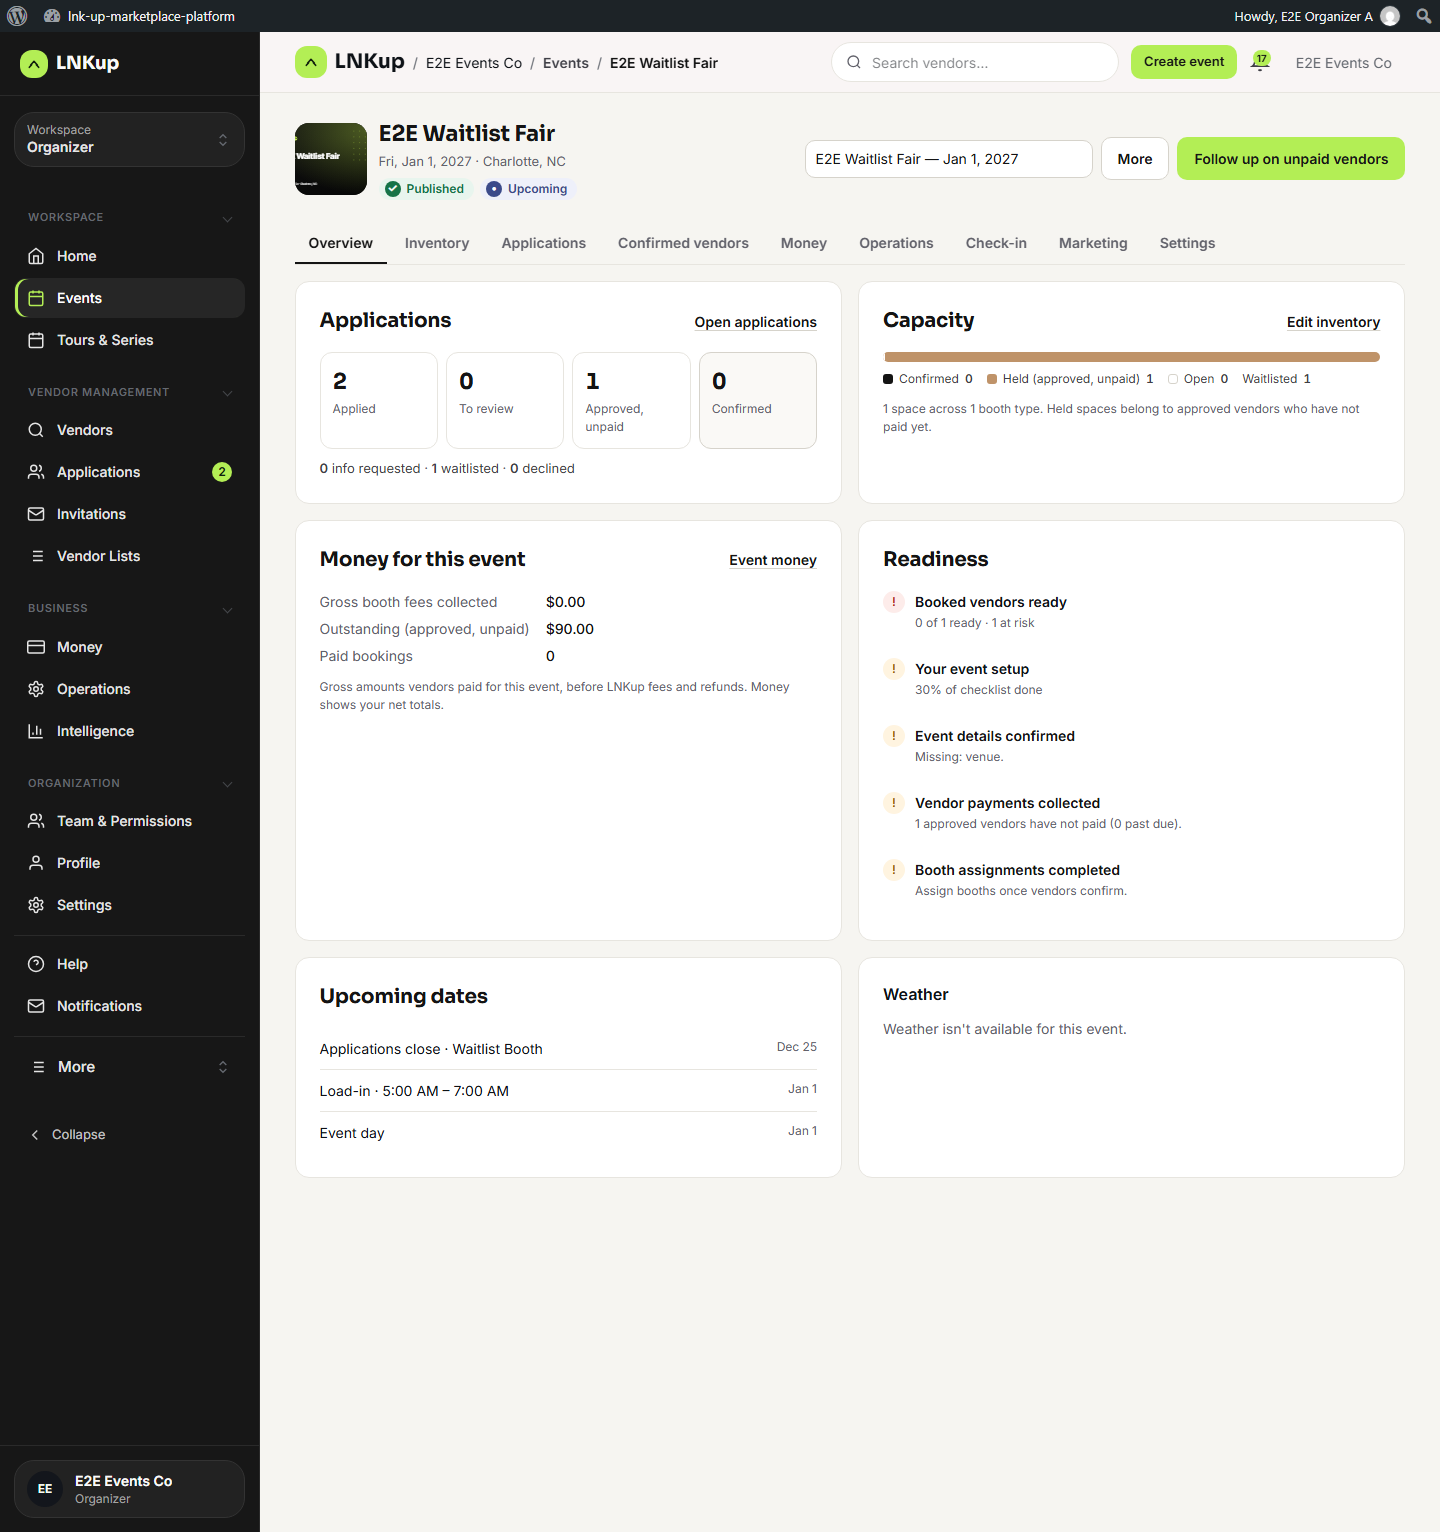 lnk-up-marketplace-platform
Howdy, E2E Organizer A
LNKup
Workspace
Organizer
WORKSPACE
Home
Events
Tours & Series
VENDOR MANAGEMENT
Vendors
Applications 2
Invitations
Vendor Lists
BUSINESS
Money
Operations
Intelligence
ORGANIZATION
Team & Permissions
Profile
Settings
Help
Notifications
More
Collapse
EE
E2E Events Co
Organizer
LNKup / E2E Events Co / Events / E2E Waitlist Fair
Search vendors...
Create event
17
E2E Events Co
Waitlist Fair
E2E Waitlist Fair
Fri, Jan 1, 2027 · Charlotte, NC
Published
Upcoming
E2E Waitlist Fair — Jan 1, 2027
More
Follow up on unpaid vendors
Overview Inventory Applications Confirmed vendors Money Operations Check-in Marketing Settings
Applications
Open applications
2
Applied
0
To review
1
Approved,
unpaid
0
Confirmed
0 info requested · 1 waitlisted · 0 declined
Capacity
Edit inventory
Confirmed 0 Held (approved, unpaid) 1 Open 0 Waitlisted 1
1 space across 1 booth type. Held spaces belong to approved vendors who have not
paid yet.
Money for this event
Event money
Gross booth fees collected $0.00
Outstanding (approved, unpaid) $90.00
Paid bookings 0
Gross amounts vendors paid for this event, before LNKup fees and refunds. Money
shows your net totals.
Readiness
! Booked vendors ready
0 of 1 ready · 1 at risk
! Your event setup
30% of checklist done
! Event details confirmed
Missing: venue.
! Vendor payments collected
1 approved vendors have not paid (0 past due).
! Booth assignments completed
Assign booths once vendors confirm.
Upcoming dates
Applications close · Waitlist Booth Dec 25
Load-in · 5:00 AM – 7:00 AM Jan 1
Event day Jan 1
Weather
Weather isn't available for this event.